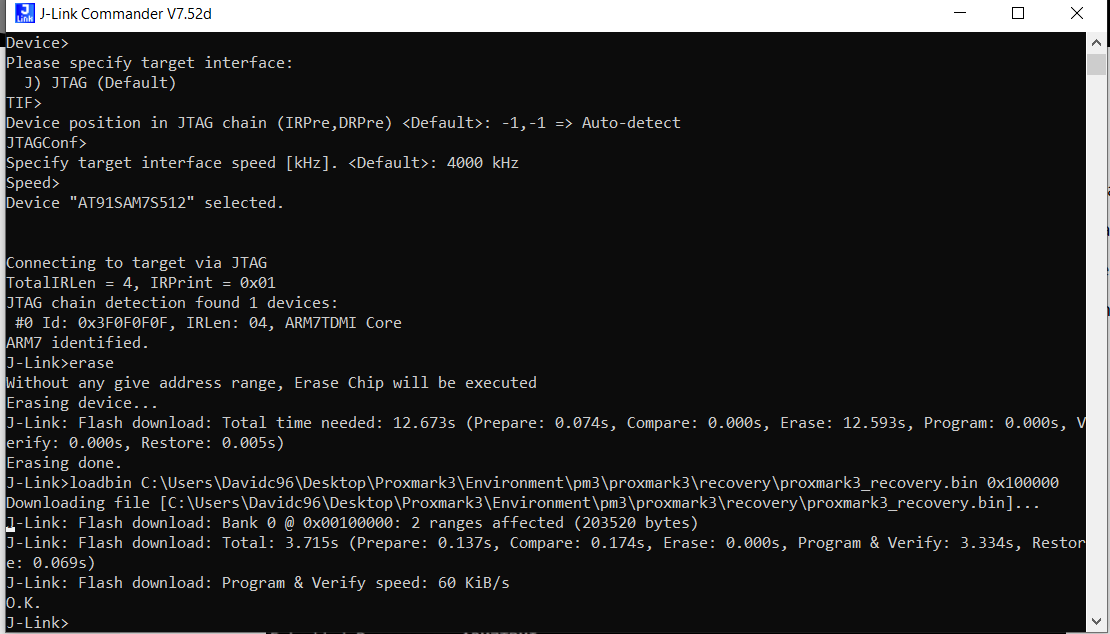 J-Link Commander V7.52d
Device>
Please specify target interface:
  J) JTAG (Default)
TIF>
Device position in JTAG chain (IRPre,DRPre) <Default>: -1,-1 => Auto-detect
JTAGConf>
Specify target interface speed [kHz]. <Default>: 4000 kHz
Speed>
Device "AT91SAM7S512" selected.
Connecting to target via JTAG
TotalIRLen = 4, IRPrint = 0x01
JTAG chain detection found 1 devices:
 #0 Id: 0x3F0F0F0F, IRLen: 04, ARM7TDMI Core
ARM7 identified.
J-Link>erase
Without any give address range, Erase Chip will be executed
Erasing device...
J-Link: Flash download: Total time needed: 12.673s (Prepare: 0.074s, Compare: 0.000s, Erase: 12.593s, Program: 0.000s, V
erify: 0.000s, Restore: 0.005s)
Erasing done.
J-Link>loadbin C:\Users\Davidc96\Desktop\Proxmark3\Environment\pm3\proxmark3\recovery\proxmark3_recovery.bin 0x100000
Downloading file [C:\Users\Davidc96\Desktop\Proxmark3\Environment\pm3\proxmark3\recovery\proxmark3_recovery.bin]...
J-Link: Flash download: Bank 0 @ 0x00100000: 2 ranges affected (203520 bytes)
J-Link: Flash download: Total: 3.715s (Prepare: 0.137s, Compare: 0.174s, Erase: 0.000s, Program & Verify: 3.334s, Restor
e: 0.069s)
J-Link: Flash download: Program & Verify speed: 60 KiB/s
O.K.
J-Link>